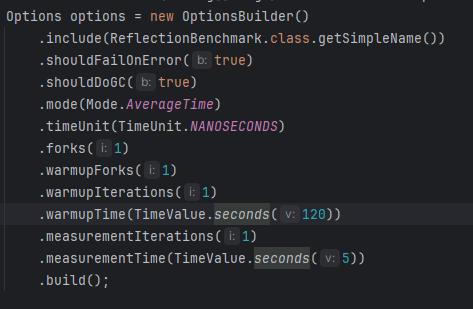 Options options = new OptionsBuilder()
.include(ReflectionBenchmark.class.getSimpleName())
.shouldFailOnError( b: true)
.shouldDoGC( b: true)
.mode(Mode.AverageTime)
.timeUnit(TimeUnit.NANOSECONDS)
.forks( i: 1)
.warmupForks( i: 1)
.warmupIterations( i: 1)
.warmupTime(TimeValue.seconds( v: 120))
.measurementIterations( i: 1)
.measurementTime(TimeValue.seconds( v: 5))
.build();